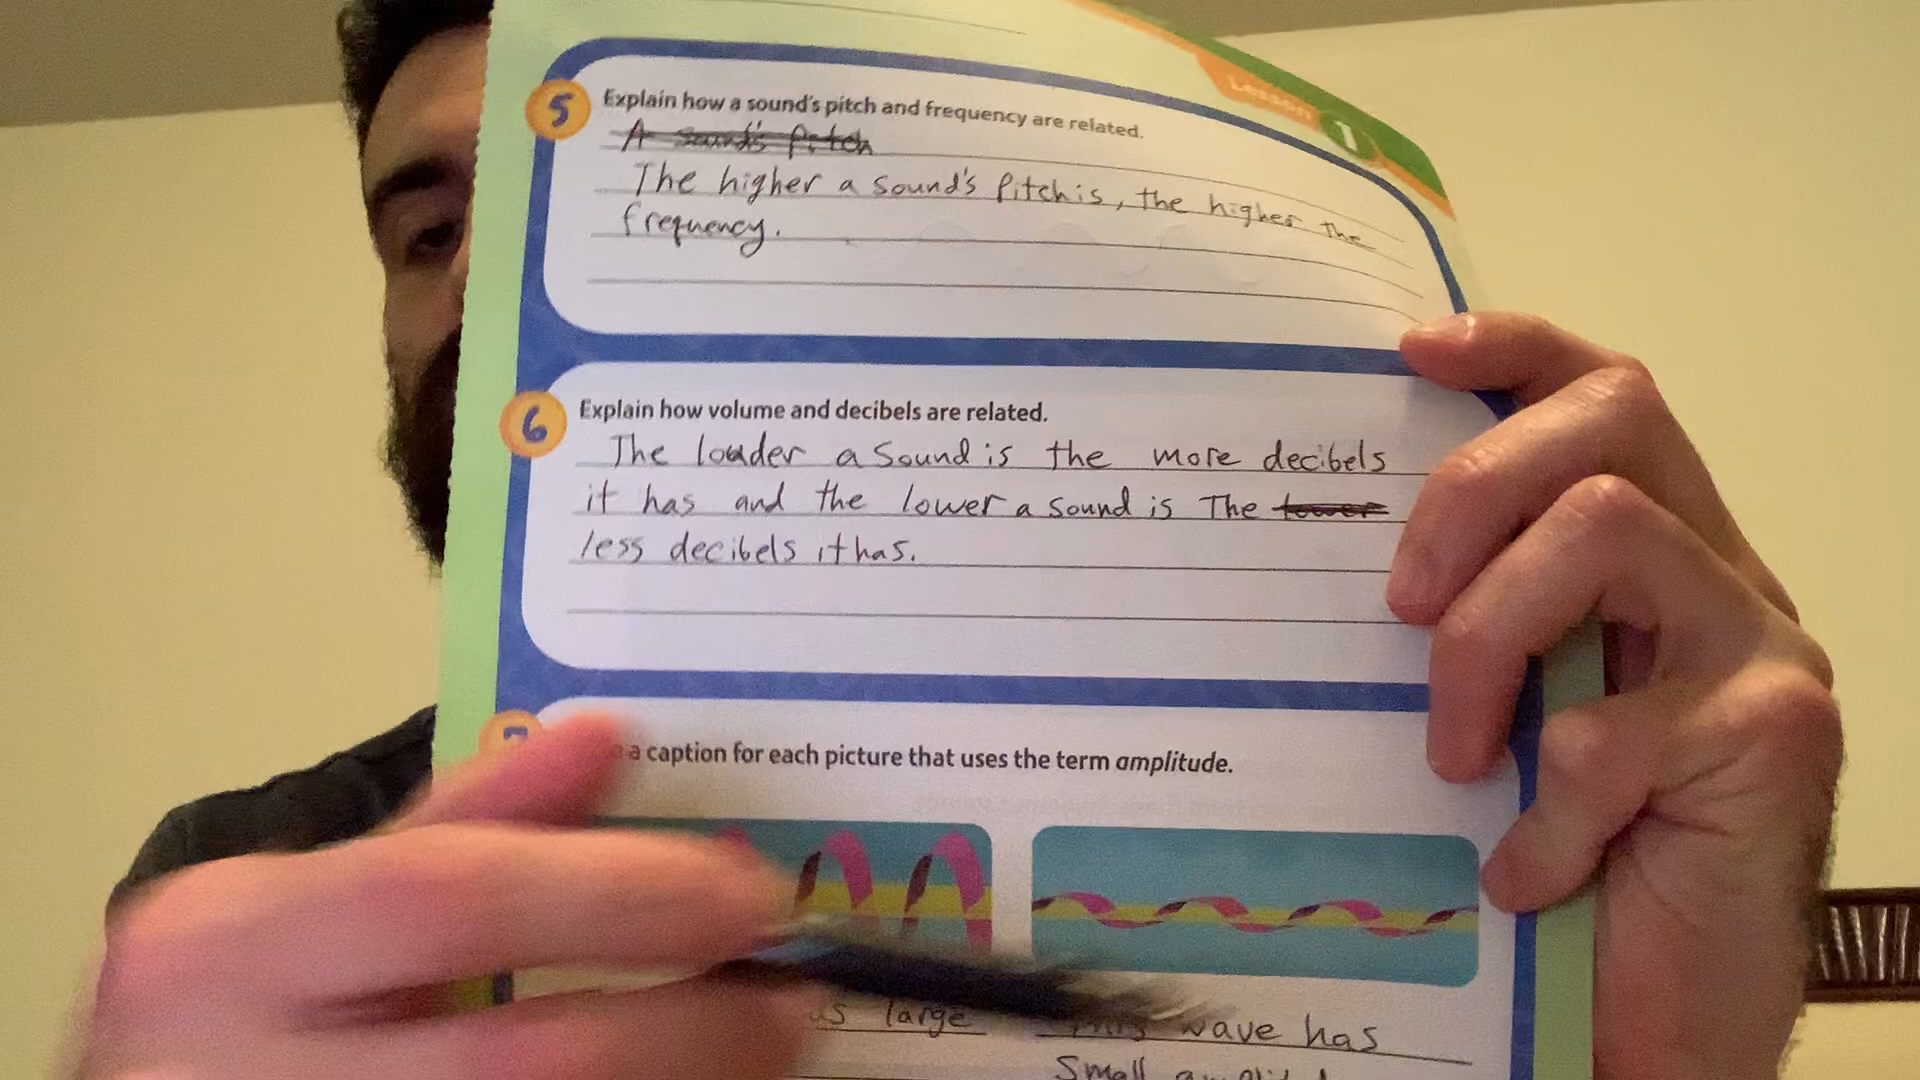 Lesson 1
5 Explain how a sound's pitch and frequency are related.
A sound's pitch
The higher a sound's pitch is, the higher the
frequency.
6 Explain how volume and decibels are related.
The louder a sound is the more decibels
it has and the lower a sound is The lower
less decibels it has.
a caption for each picture that uses the term amplitude.
large
This wave has
Small